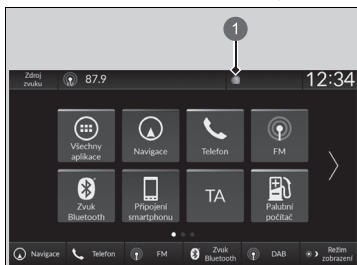 1
Zdroj
zvuku
87.9
12:34
Všechny
aplikace
Navigace
Telefon
FM
Zvuk
Bluetooth
Připojení
smartphonu
TA
Palubní
počítač
Navigace
Telefon
FM
Zvuk
Bluetooth
DAB
Režim
zobrazení